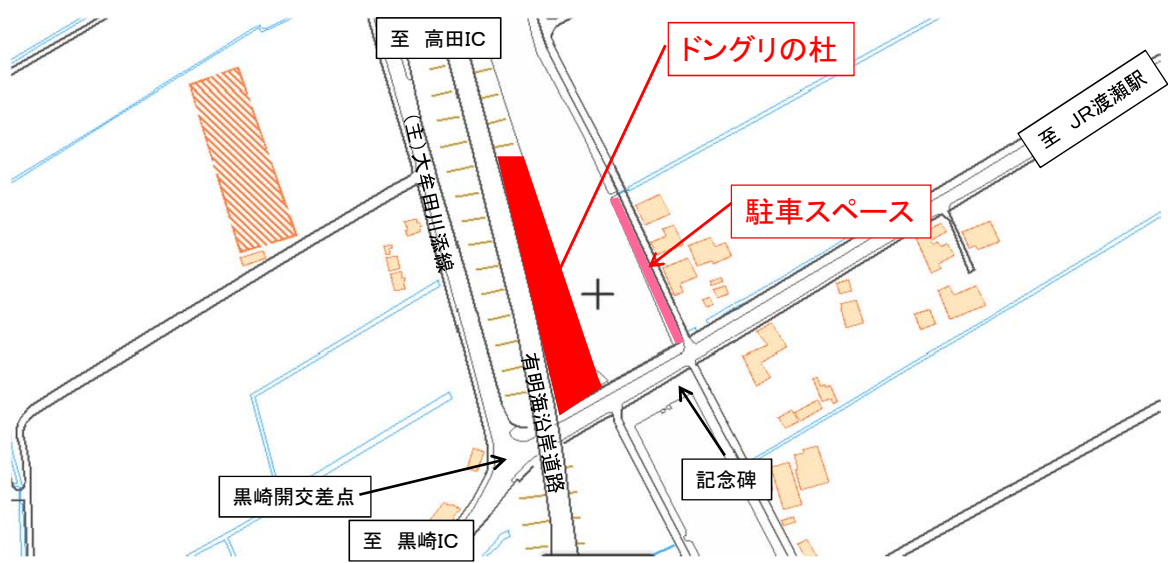 至 高田IC
ドングリの杜
至 JR渡瀬駅
(主)大牟田川添線
駐車スペース
有明海沿岸道路
記念碑
黒崎開交差点
至 黒崎IC